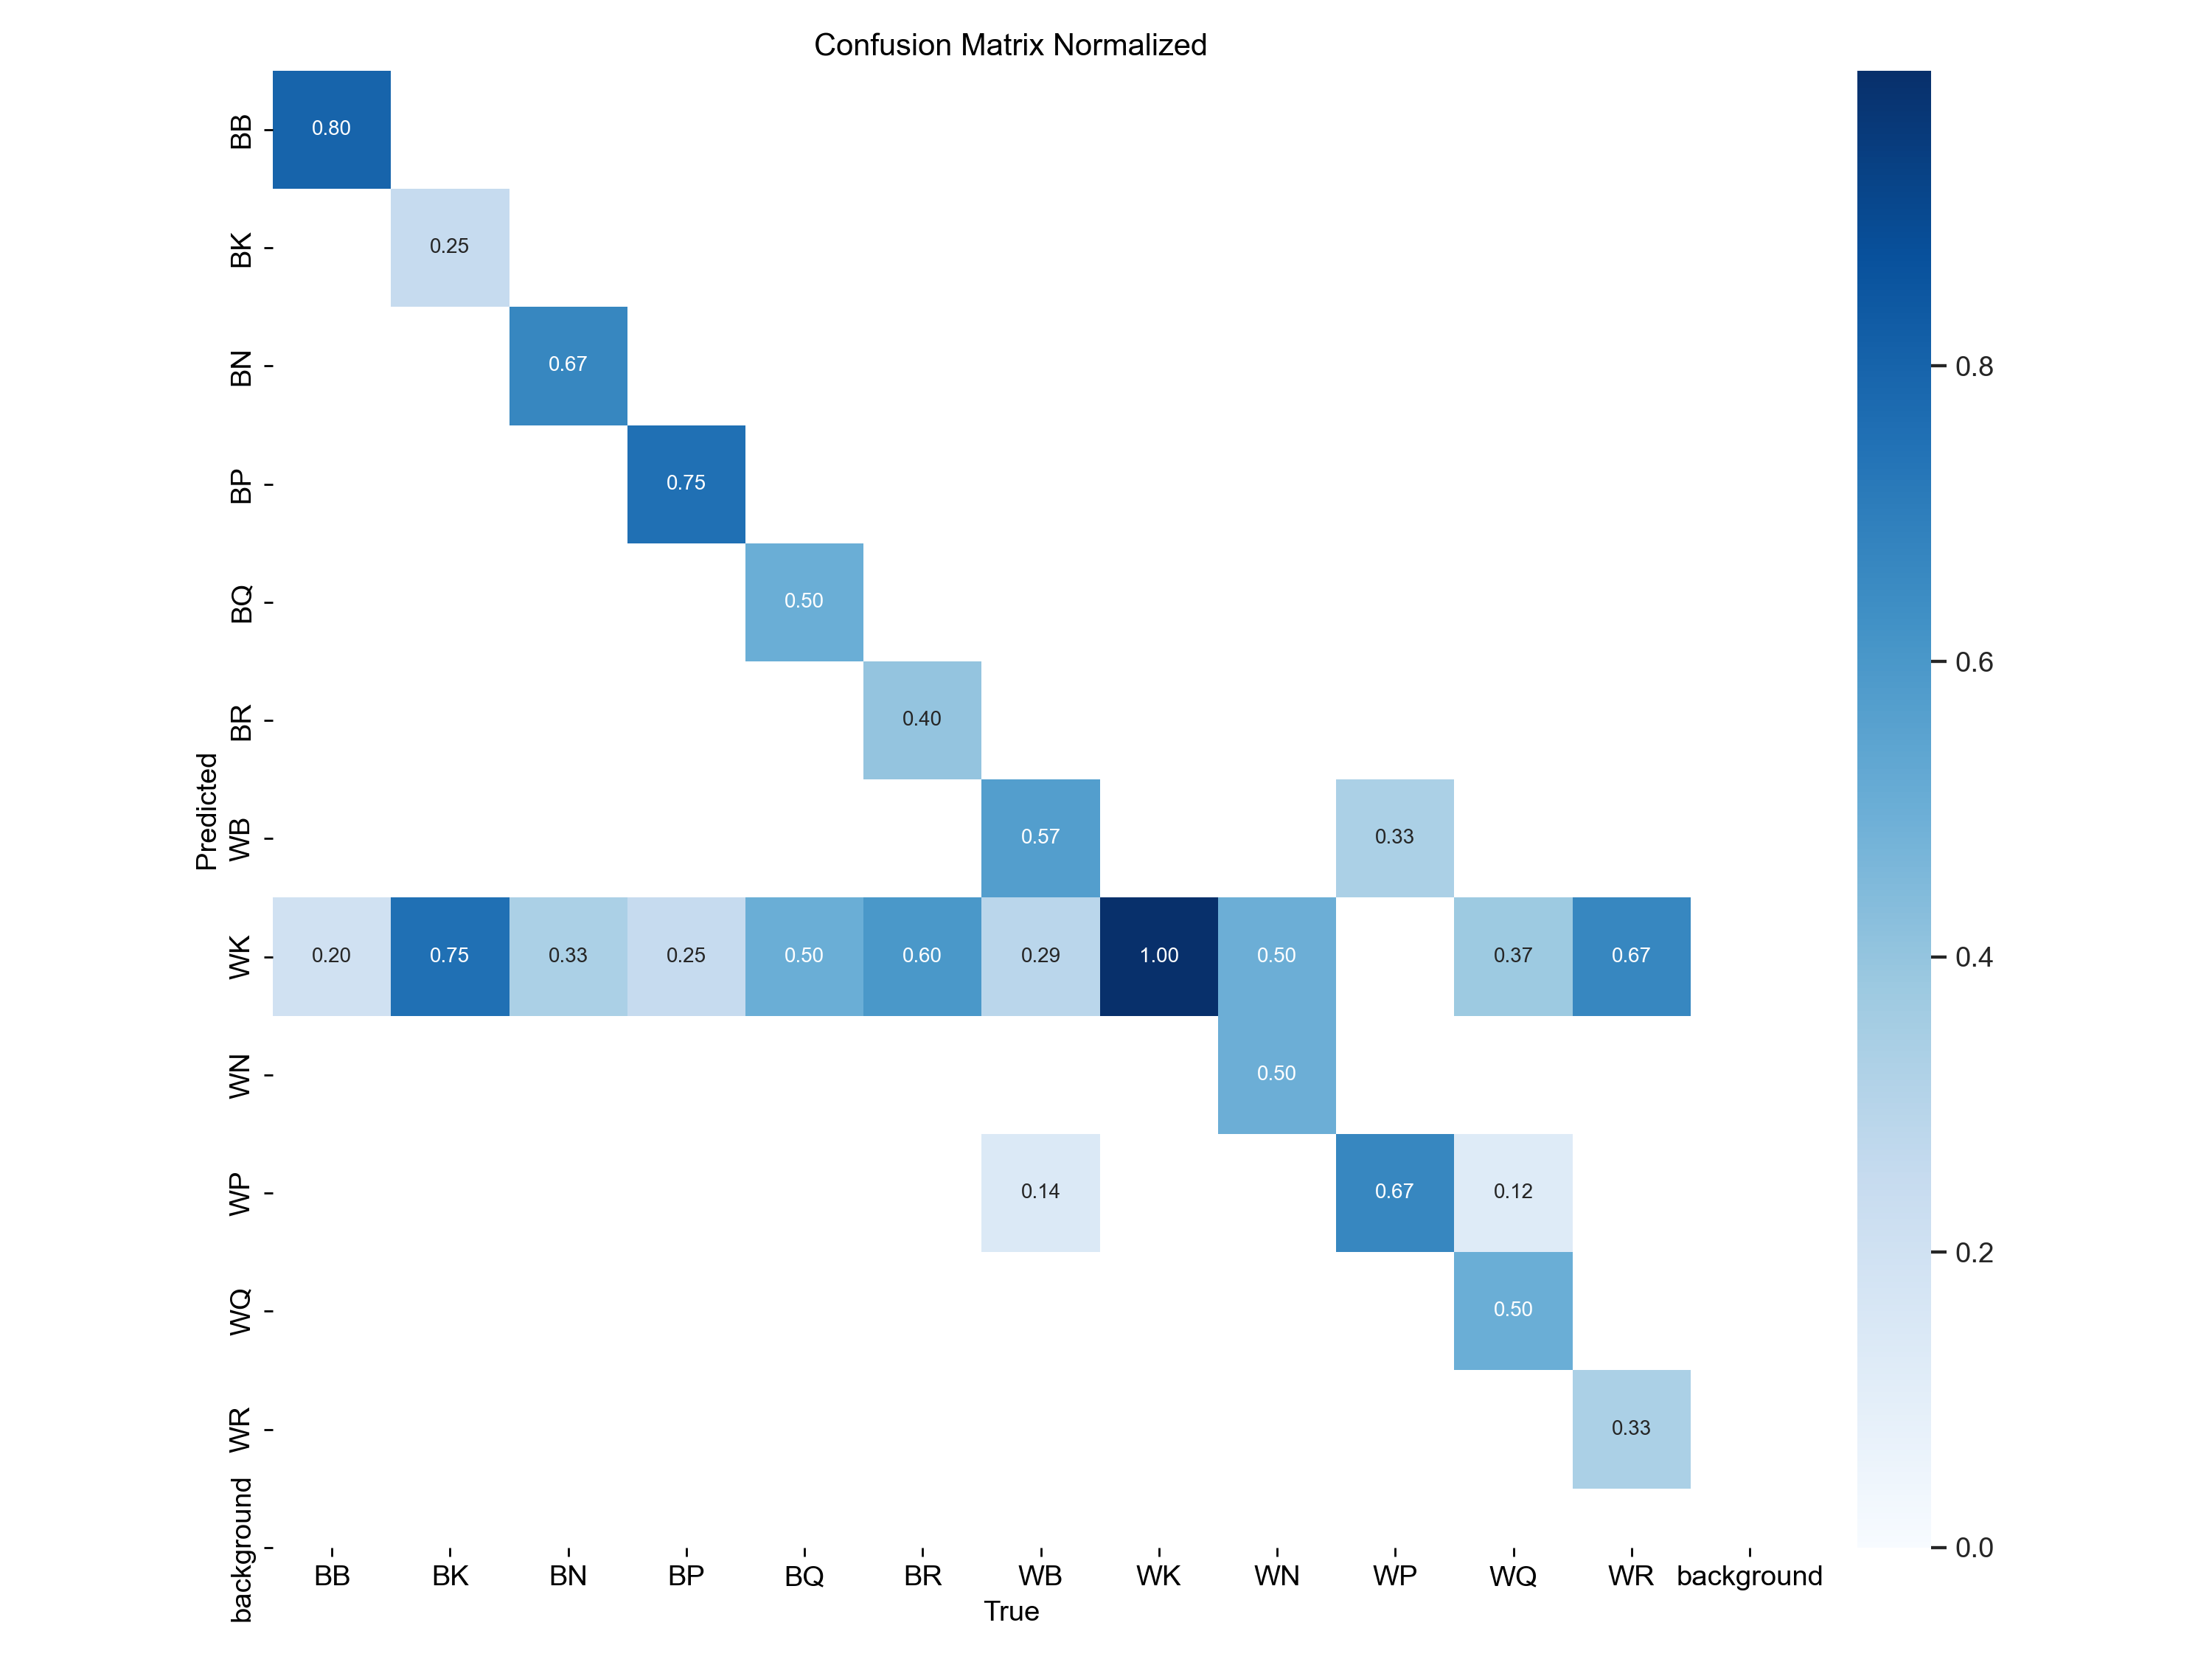 Confusion Matrix Normalized
BB 0.80
BK 0.25
BN 0.67
0.8
BP 0.75
BQ 0.50
0.6
BR 0.40
Predicted
WB 0.57 0.33
WK 0.20 0.75 0.33 0.25 0.50 0.60 0.29 1.00 0.50 0.37 0.67
0.4
WN 0.50
WP 0.14 0.67 0.12
0.2
WQ 0.50
WR 0.33
background
0.0
BB BK BN BP BQ BR WB WK WN WP WQ WR background
True